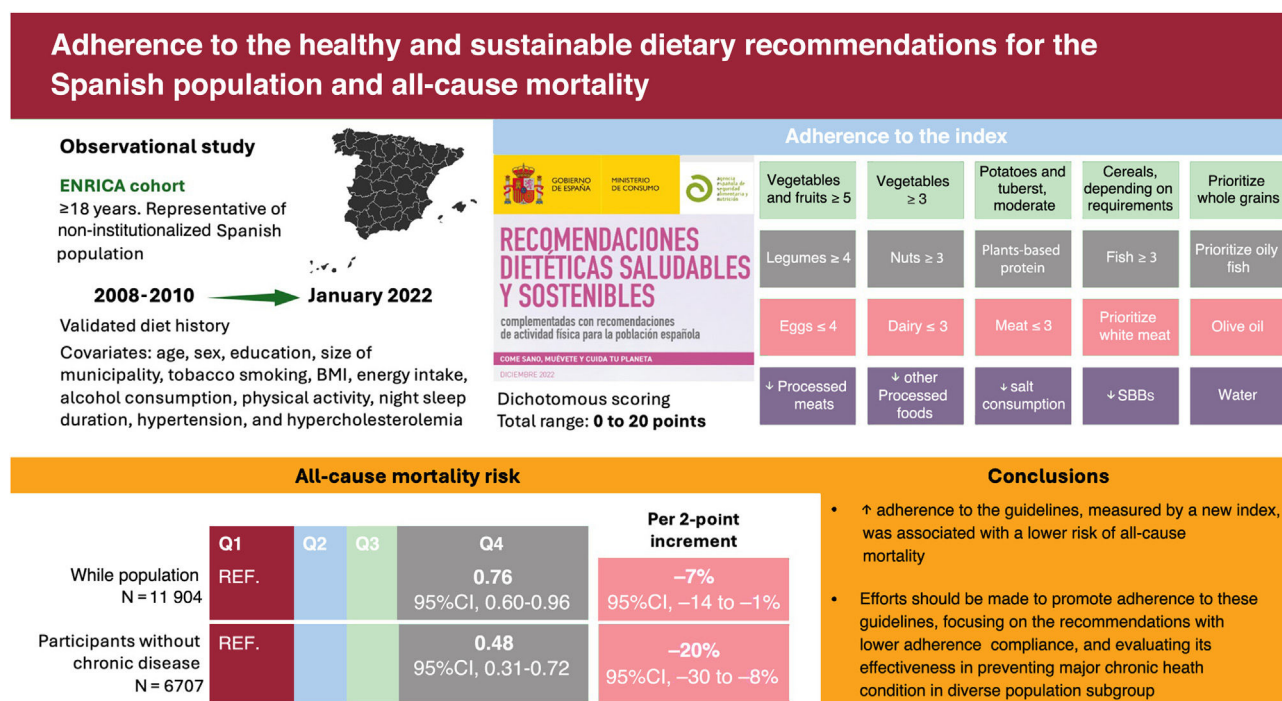 Adherence to the healthy and sustainable dietary recommendations for the
Spanish population and all-cause mortality
Observational study
ENRICA cohort
≥18 years. Representative of
non-institutionalized Spanish
population
2008-2010
January 2022
Validated diet history
Covariates: age, sex, education, size of
municipality, tobacco smoking, BMI, energy intake,
alcohol consumption, physical activity, night sleep
duration, hypertension, and hypercholesterolemia
Adherence to the index
GOBIERNO
DE ESPAÑA
MINISTERIO
DE CONSUMO
agencia
española de
seguridad
alimentaria y
nutrición
RECOMENDACIONES
DIETÉTICAS SALUDABLES
Y SOSTENIBLES
complementadas con recomendaciones
de actividad física para la población española
COME SANO, MUÉVETE Y CUIDA TU PLANETA
DICIEMBRE 2022
Dichotomous scoring
Total range: 0 to 20 points
Vegetables
and fruits ≥ 5
Vegetables
≥ 3
Potatoes and
tuberst,
moderate
Cereals,
depending on
requirements
Prioritize
whole grains
Legumes ≥ 4
Nuts ≥ 3
Plants-based
protein
Fish ≥ 3
Prioritize oily
fish
Eggs ≤ 4
Dairy ≤ 3
Meat ≤ 3
Prioritize
white meat
Olive oil
↓ Processed
meats
↓ other
Processed
foods
↓ salt
consumption
↓ SBBs
Water
All-cause mortality risk
Q1
Q2
Q3
Q4
Per 2-point
increment
While population
N = 11 904
REF.
0.76
95%CI, 0.60-0.96
–7%
95%CI, –14 to –1%
Participants without
chronic disease
N = 6707
REF.
0.48
95%CI, 0.31-0.72
–20%
95%CI, –30 to –8%
Conclusions
• ↑ adherence to the guidelines, measured by a new index,
was associated with a lower risk of all-cause
mortality
• Efforts should be made to promote adherence to these
guidelines, focusing on the recommendations with
lower adherence compliance, and evaluating its
effectiveness in preventing major chronic heath
condition in diverse population subgroup